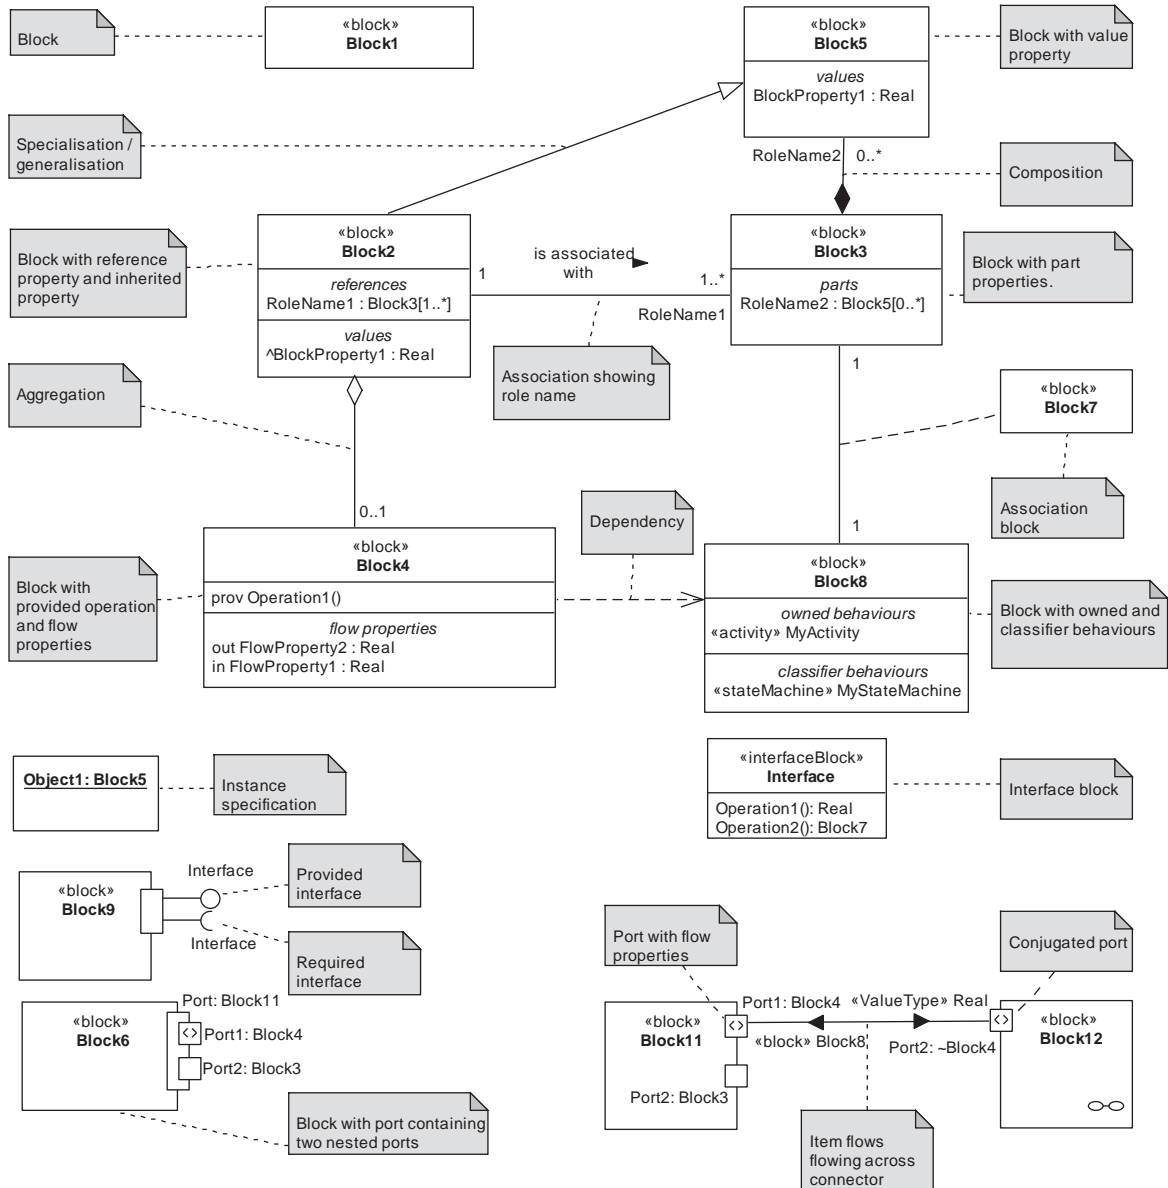 Block
«block»
Block1
«block»
Block5
values
BlockProperty1 : Real
Block with value
property
Specialisation /
generalisation
RoleName2
0..*
Composition
Block with reference
property and inherited
property
«block»
Block2
references
RoleName1 : Block3[1..*]
values
^BlockProperty1 : Real
1
is associated
with
1..*
RoleName1
«block»
Block3
parts
RoleName2 : Block5[0..*]
Block with part
properties.
Aggregation
Association showing
role name
1
«block»
Block7
Association
block
0..1
Dependency
1
Block with
provided operation
and flow
properties
«block»
Block4
prov Operation1()
flow properties
out FlowProperty2 : Real
in FlowProperty1 : Real
«block»
Block8
owned behaviours
«activity» MyActivity
classifier behaviours
«stateMachine» MyStateMachine
Block with owned and
classifier behaviours
Object1: Block5
Instance
specification
«interfaceBlock»
Interface
Operation1(): Real
Operation2(): Block7
Interface block
«block»
Block9
Interface
Interface
Provided
interface
Required
interface
Port with flow
properties
Conjugated port
«block»
Block6
Port: Block11
Port1: Block4
Port2: Block3
Block with port containing
two nested ports
«block»
Block11
Port1: Block4
«ValueType» Real
«block» Block8
Port2: ~Block4
Port2: Block3
«block»
Block12
Item flows
flowing across
connector